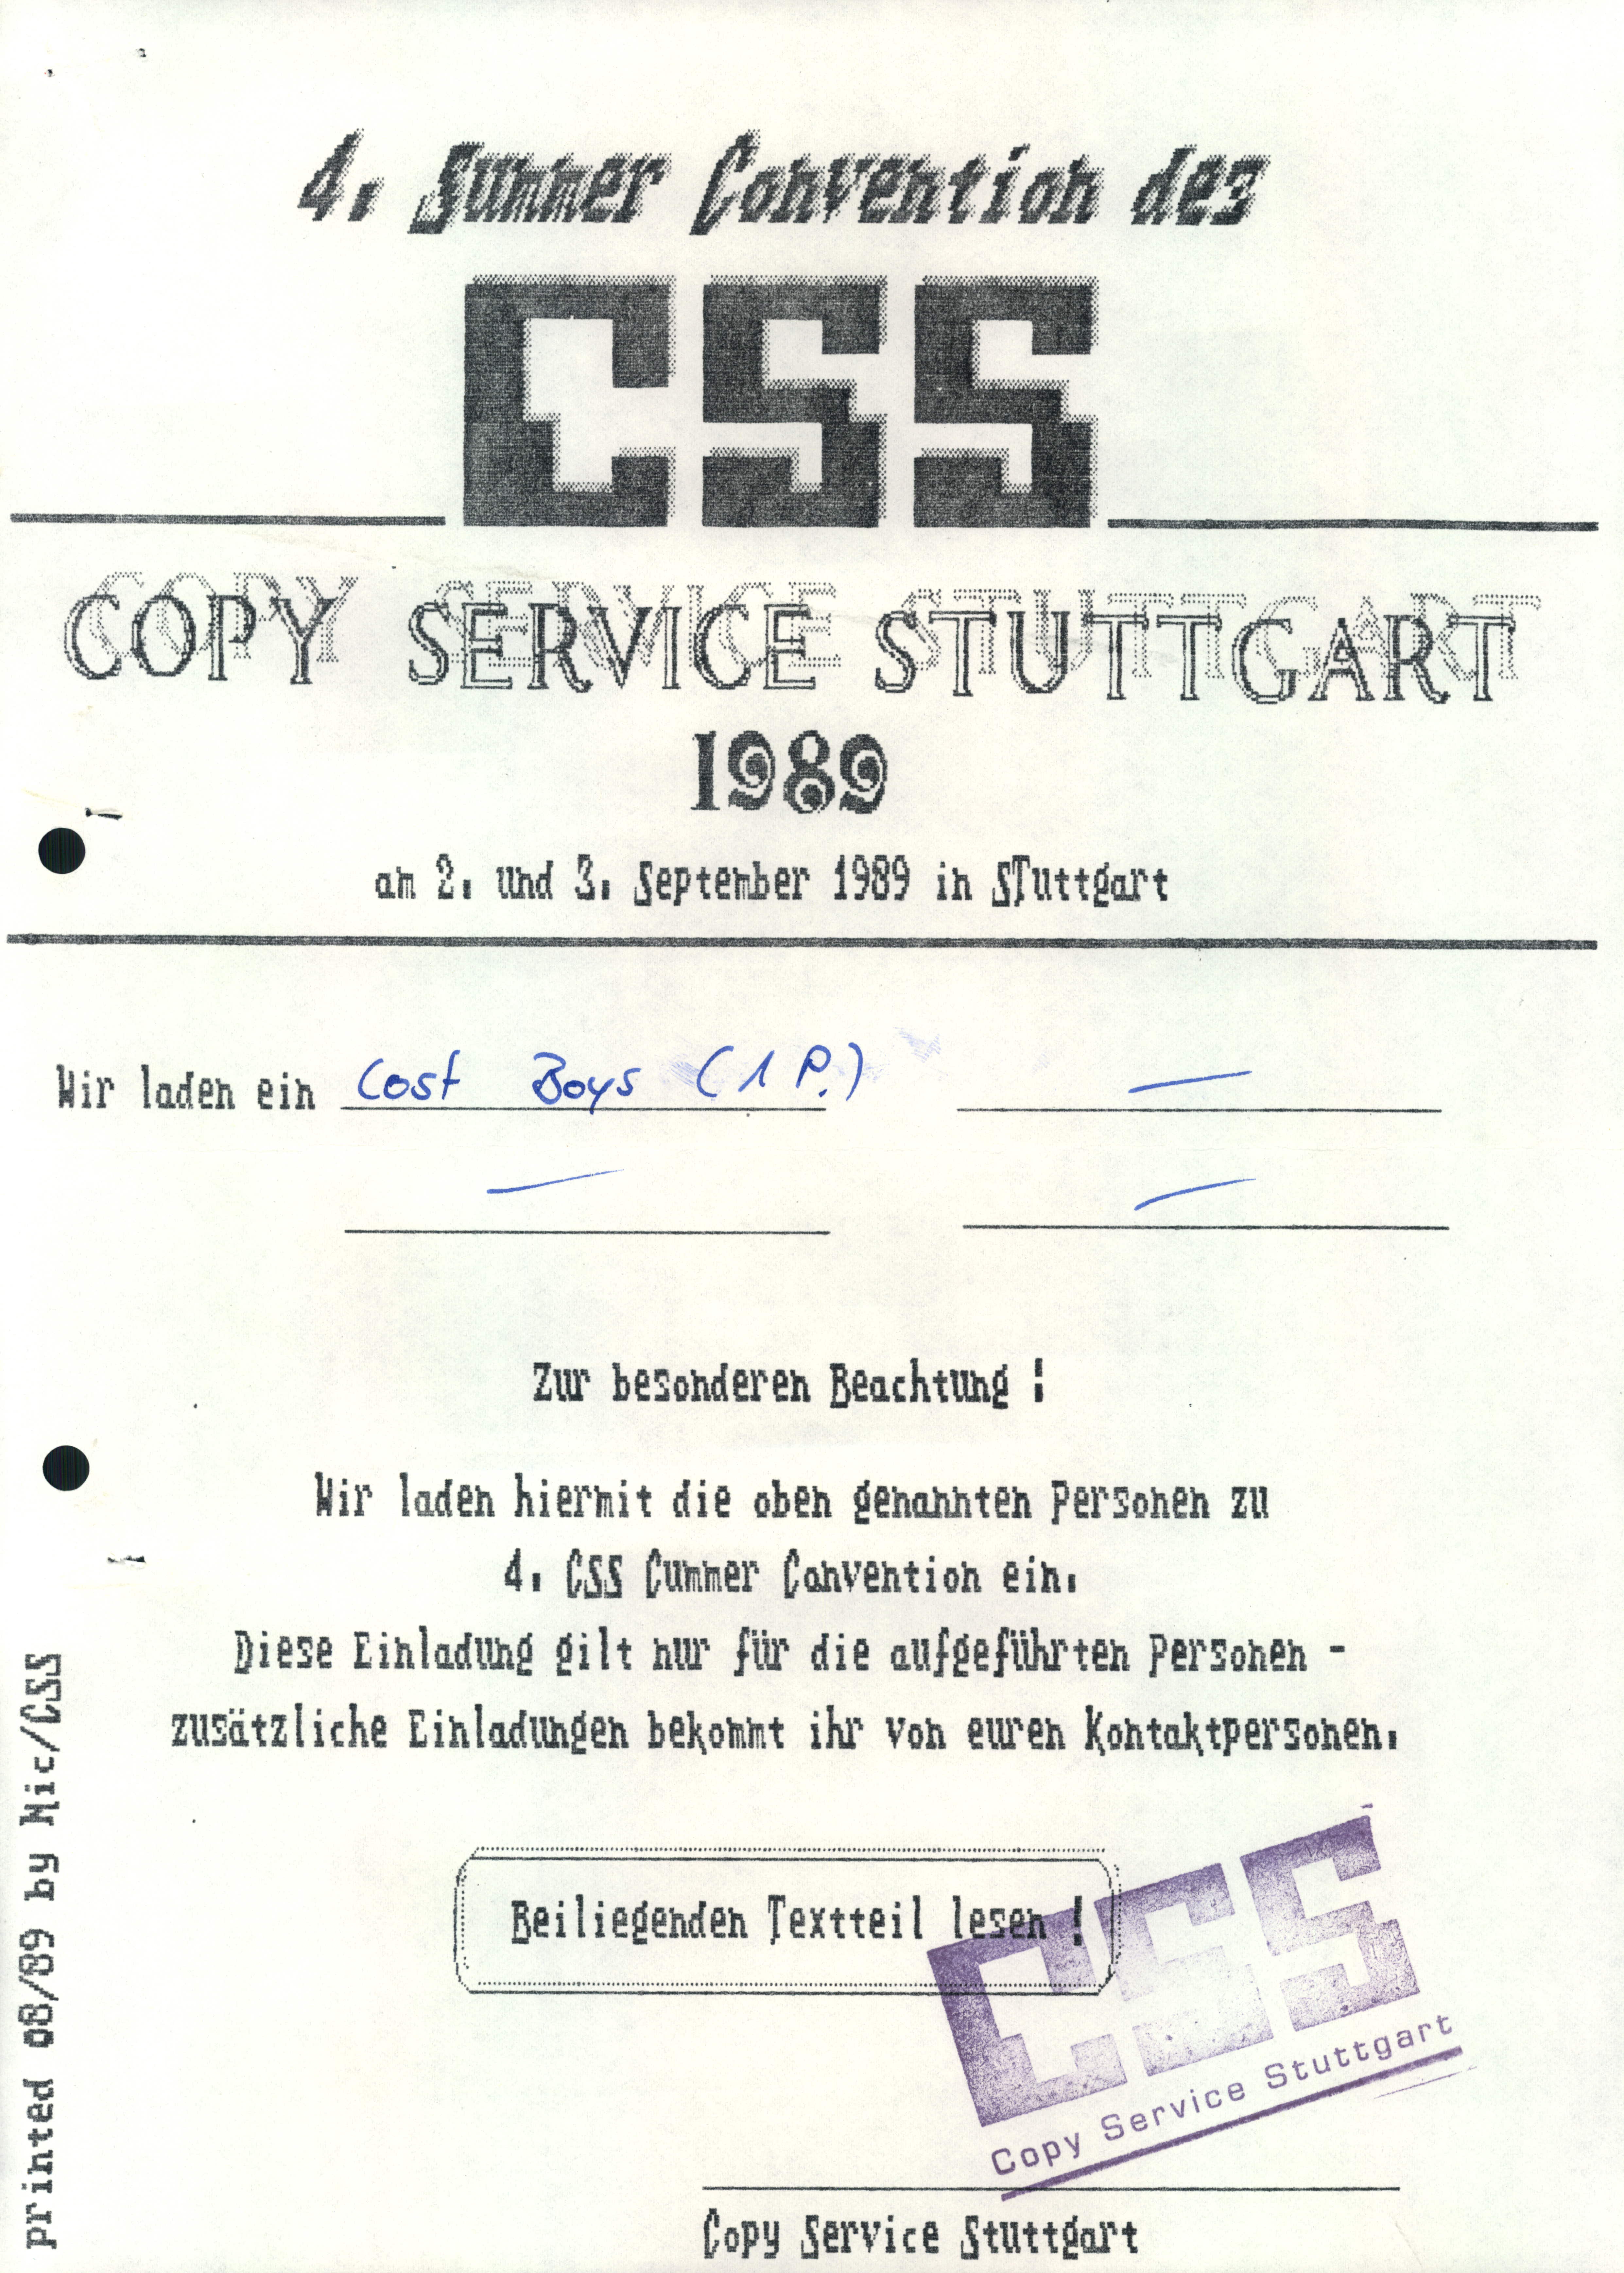 4. Summer Convention des
CSS
COPY SERVICE STUTTGART
1989
am 2. und 3. September 1989 in STuttgart
Wir laden ein Lost Boys (1 P.) —
— —
Zur besonderen Beachtung !
Wir laden hiermit die oben genannten Personen zu
4. CSS Cummer Convention ein.
Diese Einladung gilt nur für die aufgeführten Personen -
zusätzliche Einladungen bekommt ihr von euren Kontaktpersonen.
Beiliegenden Textteil lesen !
CSS
Copy Service Stuttgart
Copy Service Stuttgart
printed 08/89 by Mic/CSS